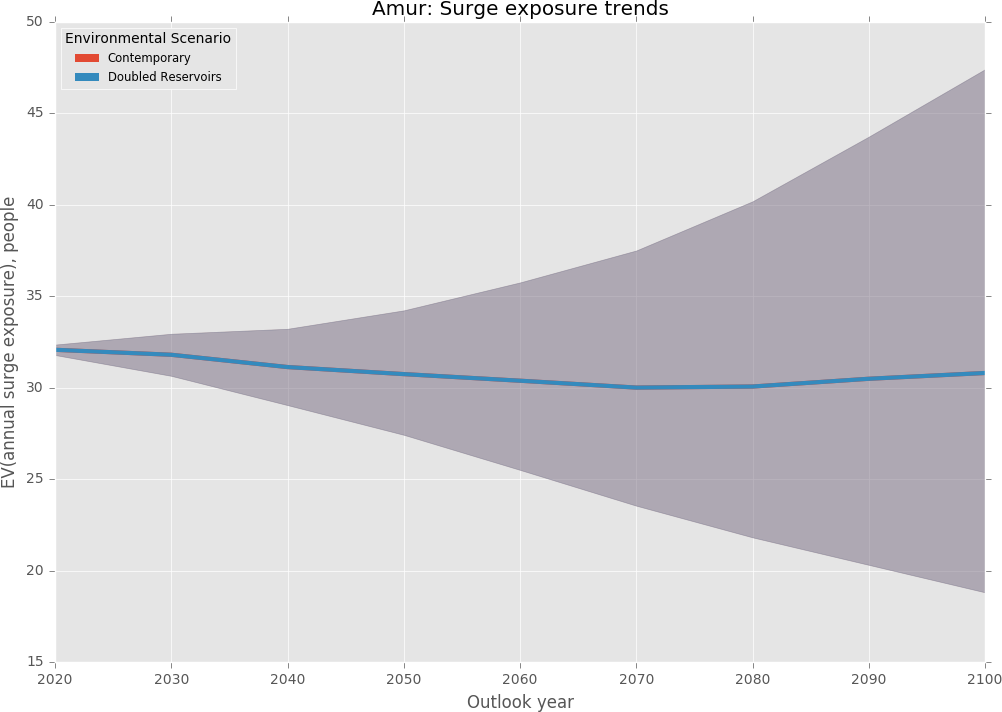 Amur: Surge exposure trends
Environmental Scenario
Contemporary
Doubled Reservoirs
EV(annual surge exposure), people
50
45
40
35
30
25
20
15
2020 2030 2040 2050 2060 2070 2080 2090 2100
Outlook year